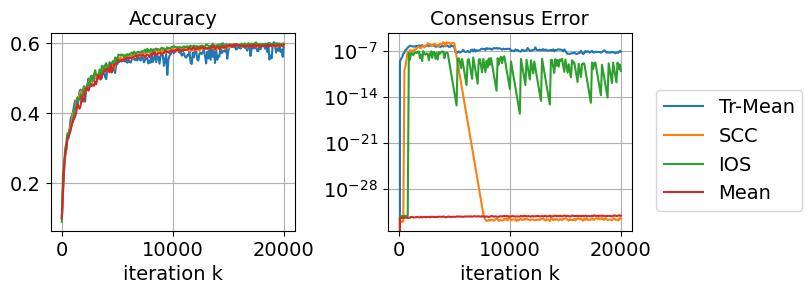 Accuracy
0.6
0.4
0.2
0
10000
20000
iteration k
Consensus Error
10⁻⁷
10⁻¹⁴
10⁻²¹
10⁻²⁸
0
10000
20000
iteration k
Tr-Mean
SCC
IOS
Mean